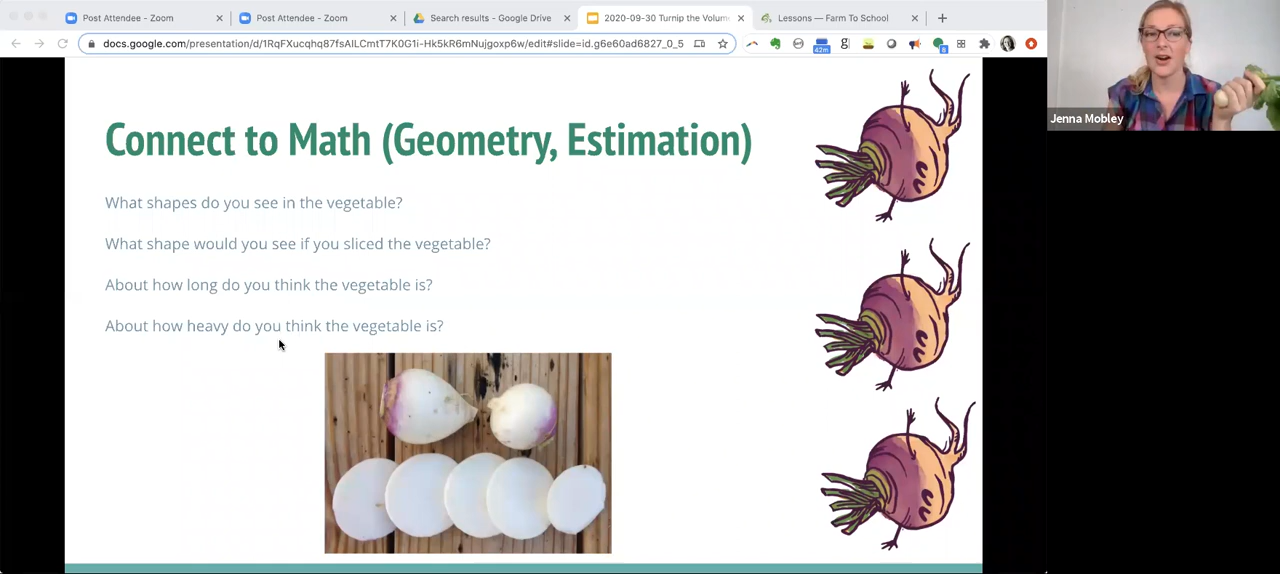 Post Attendee - Zoom
Post Attendee - Zoom
Search results - Google Drive
2020-09-30 Turnip the Volum
Lessons — Farm To School
docs.google.com/presentation/d/1RqFXucqhq87fsAILCmtT7K0G1i-Hk5kR6mNujgoxp6w/edit#slide=id.g6e60ad6827_0_5
42m
g
8
Jenna Mobley
Connect to Math (Geometry, Estimation)
What shapes do you see in the vegetable?
What shape would you see if you sliced the vegetable?
About how long do you think the vegetable is?
About how heavy do you think the vegetable is?